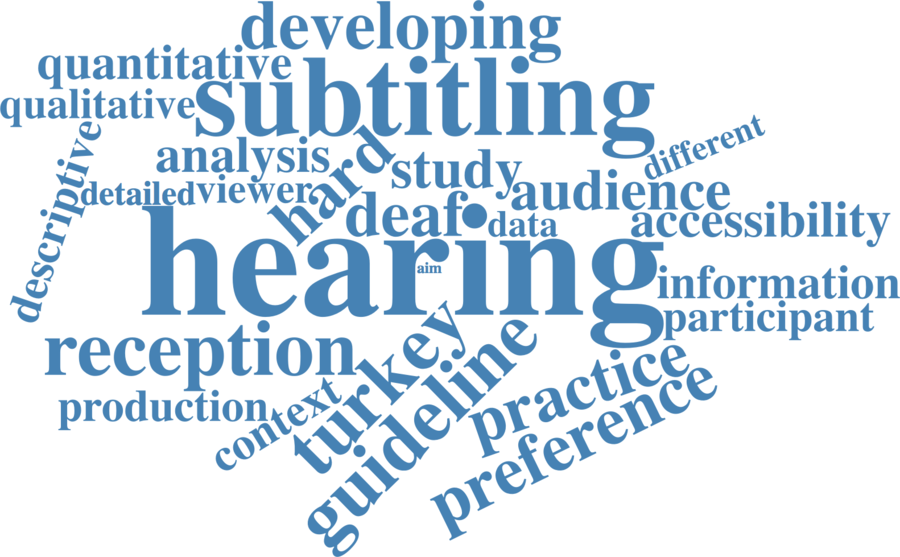 developing
quantitative
subtitling
qualitative
different
analysis
hard
study
descriptive
detailed
viewer
audience
deaf
data
accessibility
hearing
aim
information
participant
reception
turkey
guideline
practice
production
context
preference